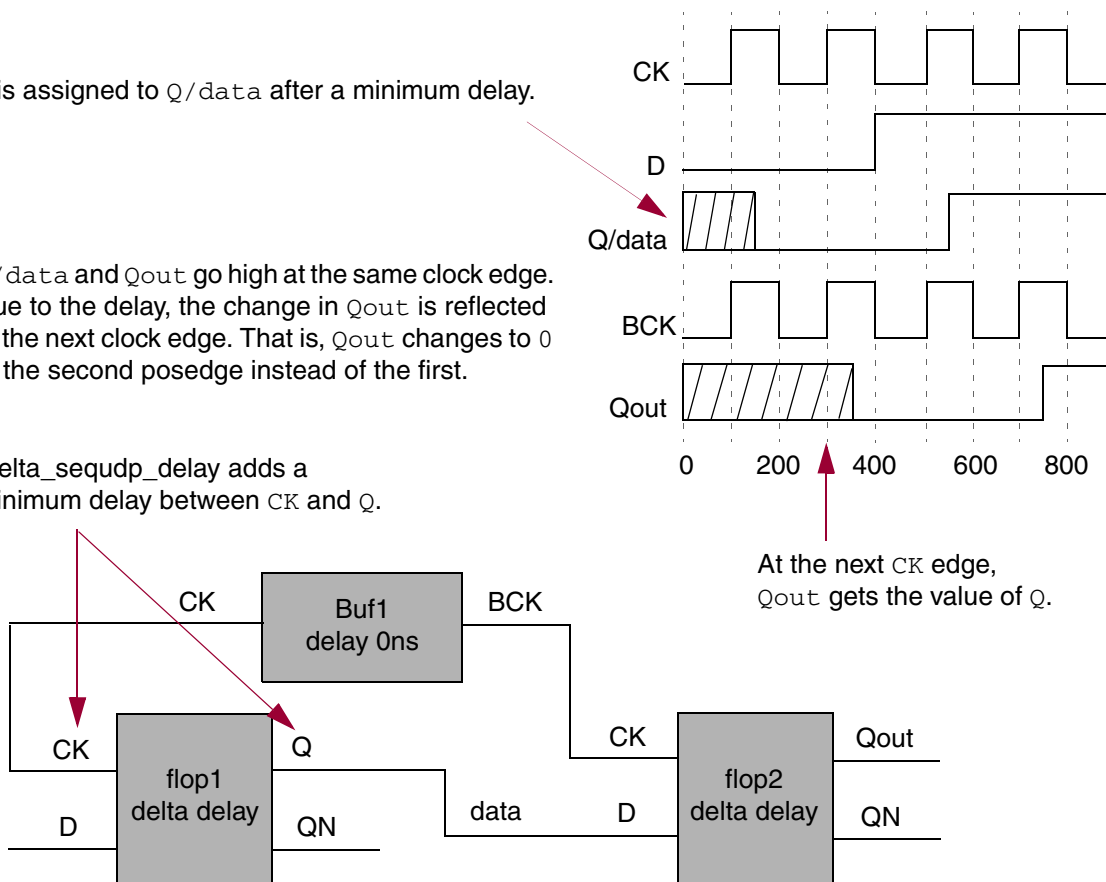 CK
is assigned to Q/data after a minimum delay.
D
Q/data
/data and Qout go high at the same clock edge.
ue to the delay, the change in Qout is reflected
the next clock edge. That is, Qout changes to 0
the second posedge instead of the first.
BCK
Qout
0 200 400 600 800
elta_sequdp_delay adds a
nimum delay between CK and Q.
At the next CK edge,
Qout gets the value of Q.
CK
Buf1
delay 0ns
BCK
CK
Q
flop1
delta delay
D
QN
data
CK
D
flop2
delta delay
Qout
QN